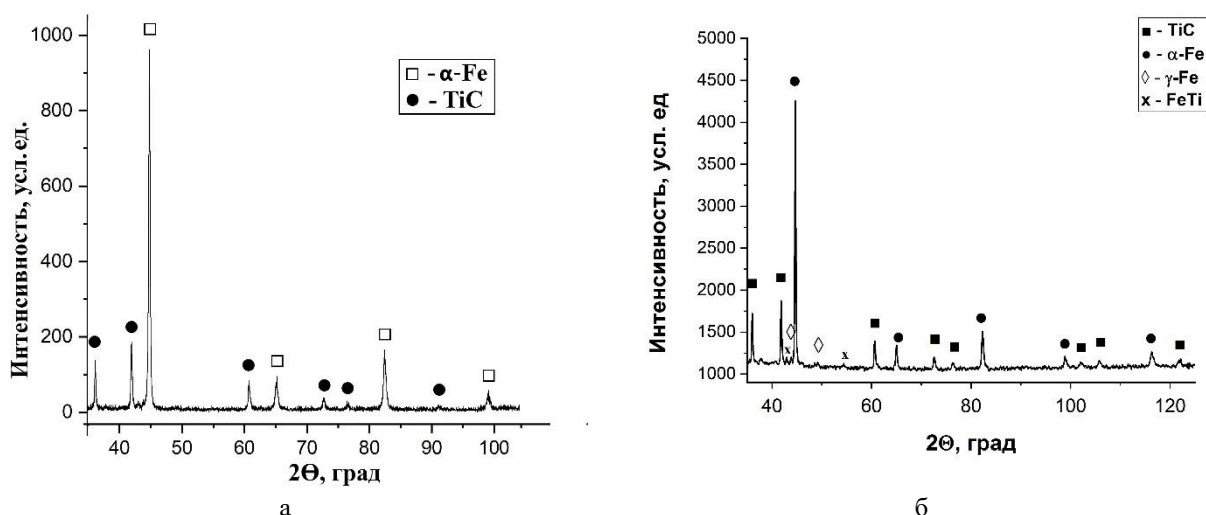 1000
800
600
400
200
0
Интенсивность, усл. ед.
□ - α-Fe
● - TiC
40 50 60 70 80 90 100
2Θ, град
а
5000
4500
4000
3500
3000
2500
2000
1500
1000
Интенсивность, усл. ед
■ - TiC
● - α-Fe
◊ - γ-Fe
x - FeTi
x
x
40 60 80 100 120
2Θ, град
б